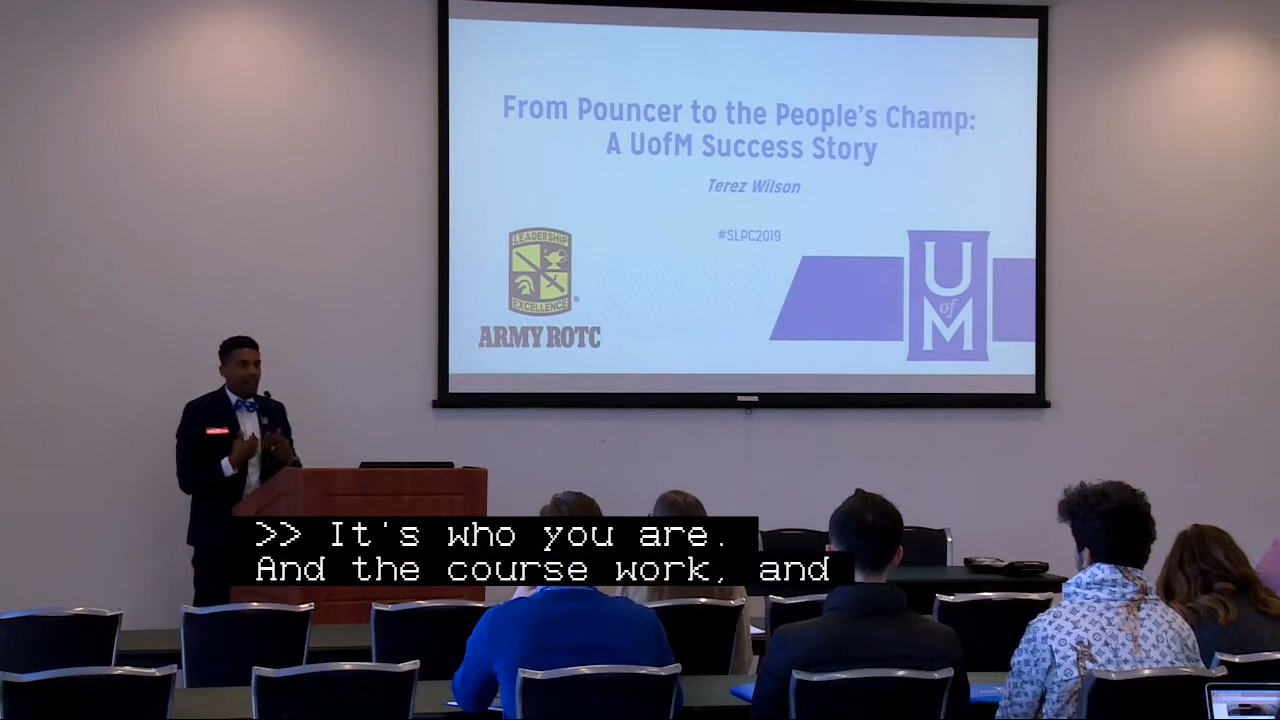 From Pouncer to the People's Champ:
A UofM Success Story
Terez Wilson
#SLPC2019
LEADERSHIP
EXCELLENCE
ARMY ROTC
U
of
M
>> It's who you are.
And the course work, and